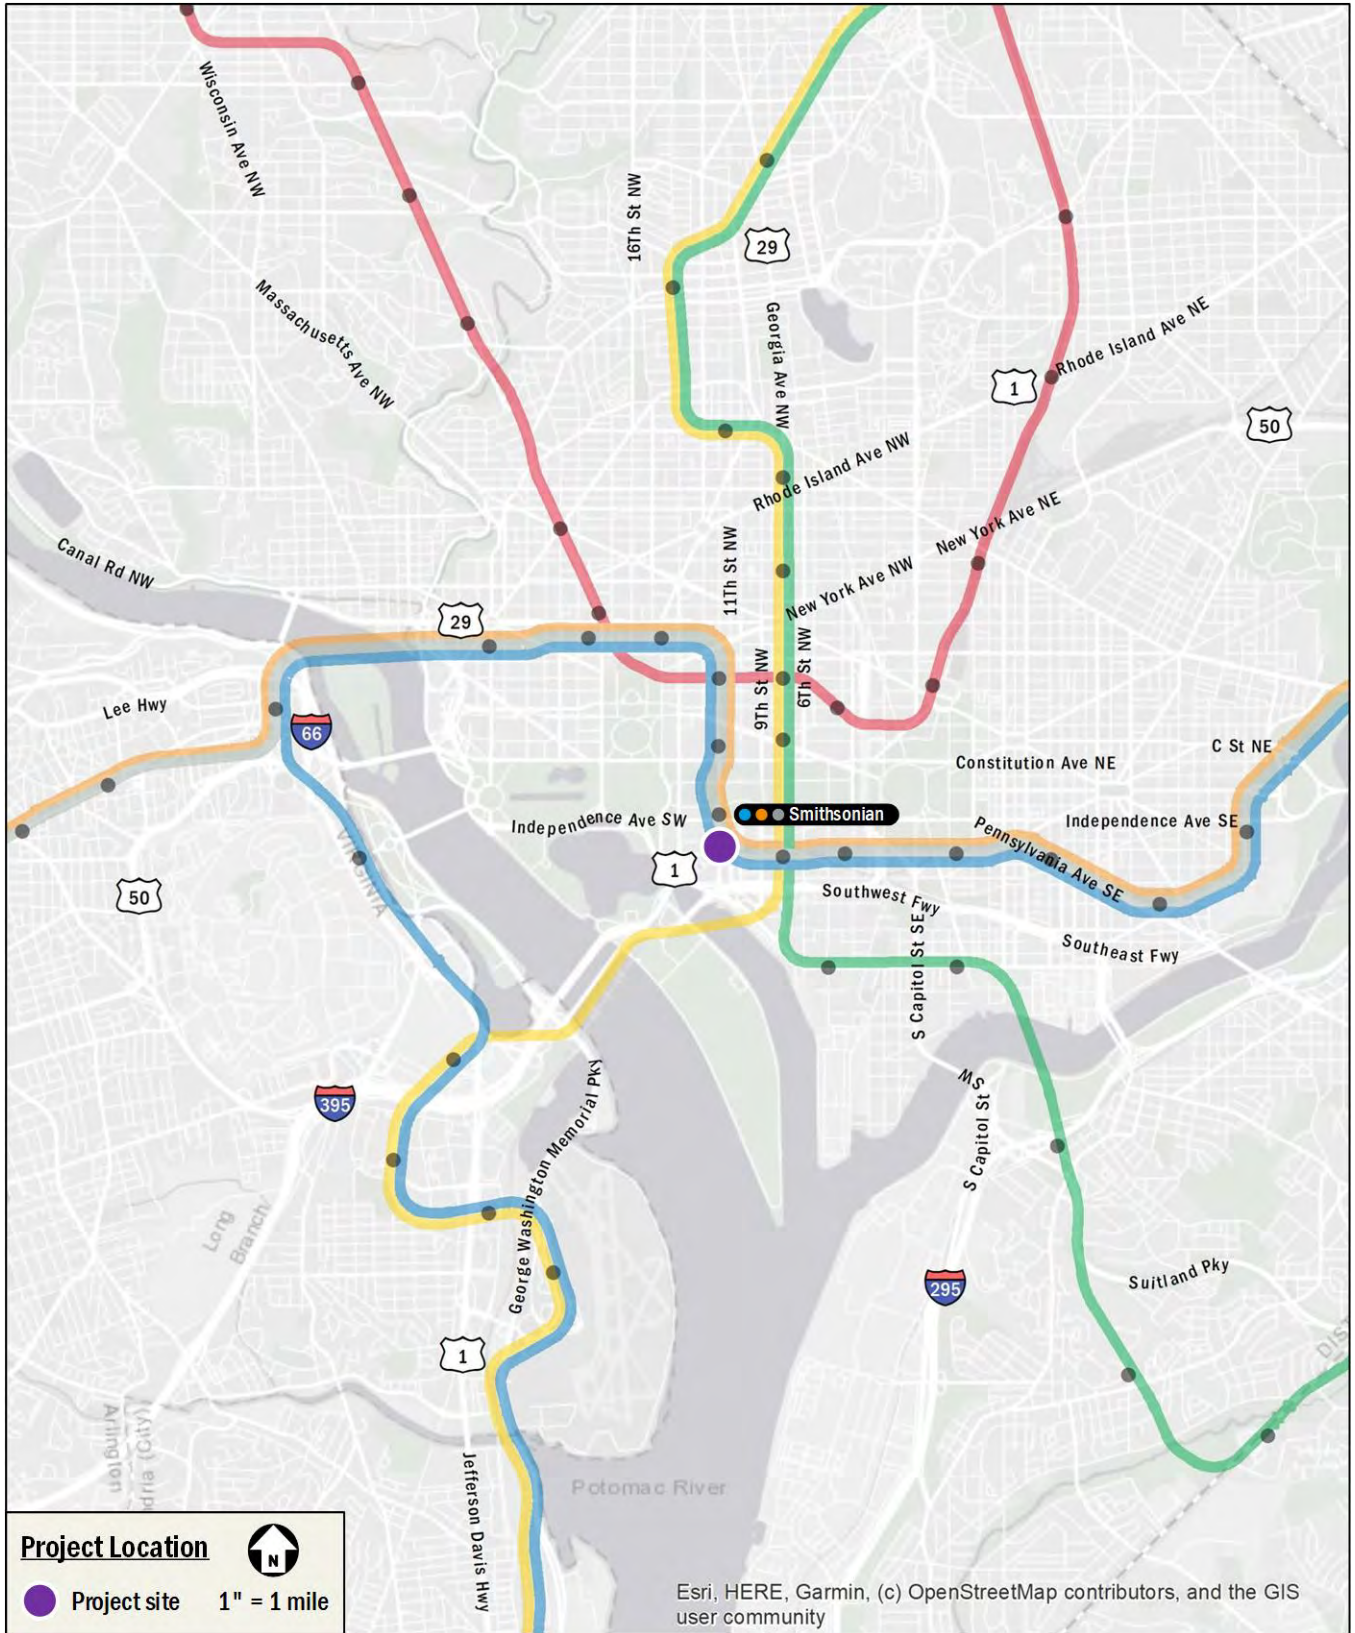 Wisconsin Ave NW
16Th St NW
29
Massachusetts Ave NW
Georgia Ave NW
Rhode Island Ave NE
1
50
Rhode Island Ave NW
New York Ave NE
Canal Rd NW
11Th St NW
New York Ave NW
29
9Th St NW
6Th St NW
Lee Hwy
66
C St NE
Constitution Ave NE
Smithsonian
Independence Ave SW
Independence Ave SE
Pennsylvania Ave SE
1
VIRGINIA
50
Southwest Fwy
Southeast Fwy
S Capitol St SE
SW
S Capitol St
395
George Washington Memorial Pky
Long
Branch
295
Suitland Pky
1
DIST
Arlington
dria (City)
Jefferson Davis Hwy
Potomac River
Project Location
N
Project site 1" = 1 mile
Esri, HERE, Garmin, (c) OpenStreetMap contributors, and the GIS
user community